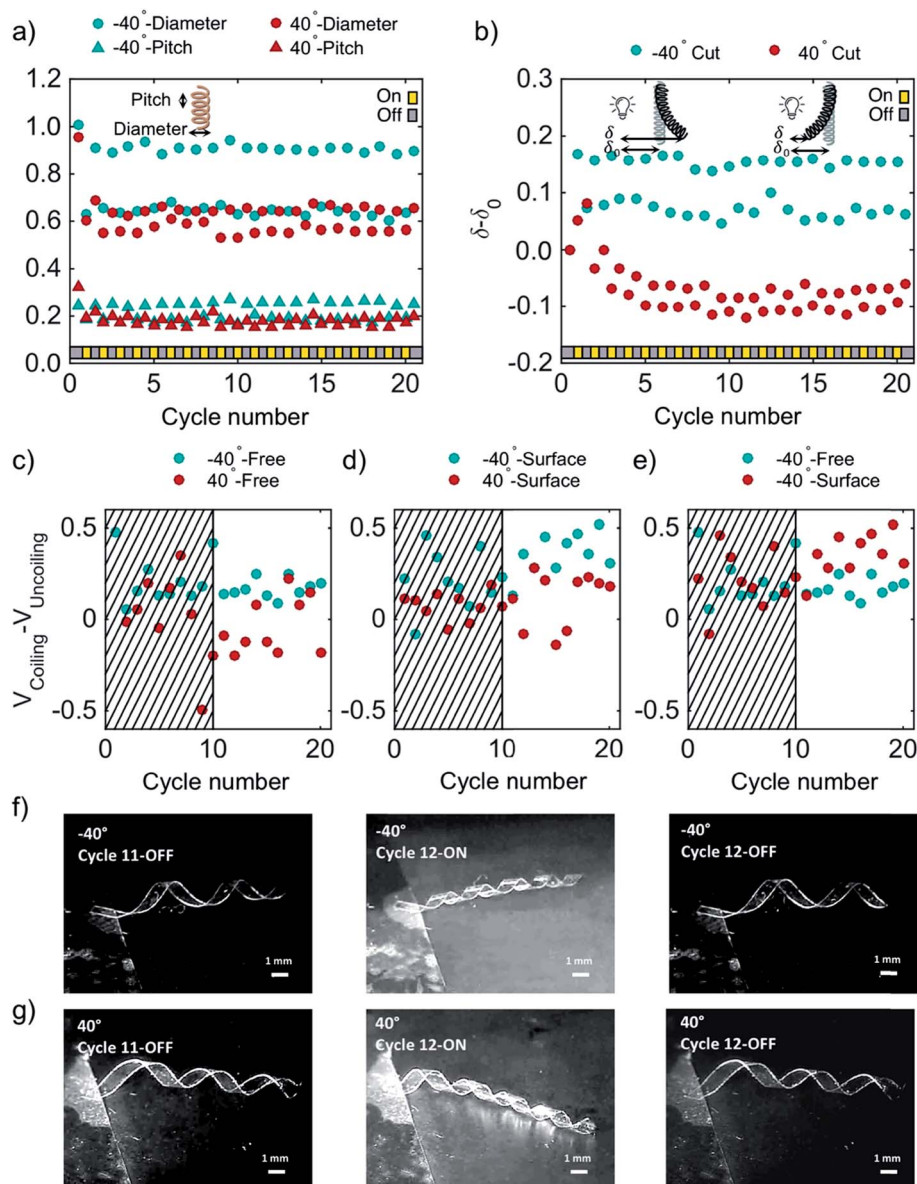 a)
-40°-Diameter
40°-Diameter
-40°-Pitch
40°-Pitch
1.2
1.0
0.8
0.6
0.4
0.2
0.0
Pitch
Diameter
On
Off
0 5 10 15 20
Cycle number
b)
-40° Cut
40° Cut
δ-δ0
0.3
0.2
0.1
0.0
-0.1
-0.2
δ
δ0
δ
δ0
On
Off
0 5 10 15 20
Cycle number
c)
-40°-Free
40°-Free
VCoiling -VUncoiling
0.5
0
-0.5
0 10 20
Cycle number
d)
-40°-Surface
40°-Surface
0.5
0
-0.5
0 10 20
Cycle number
e)
-40°-Free
-40°-Surface
0.5
0
-0.5
0 10 20
Cycle number
f)
-40°
Cycle 11-OFF
1 mm
-40°
Cycle 12-ON
1 mm
-40°
Cycle 12-OFF
1 mm
g)
40°
Cycle 11-OFF
1 mm
40°
Cycle 12-ON
1 mm
40°
Cycle 12-OFF
1 mm